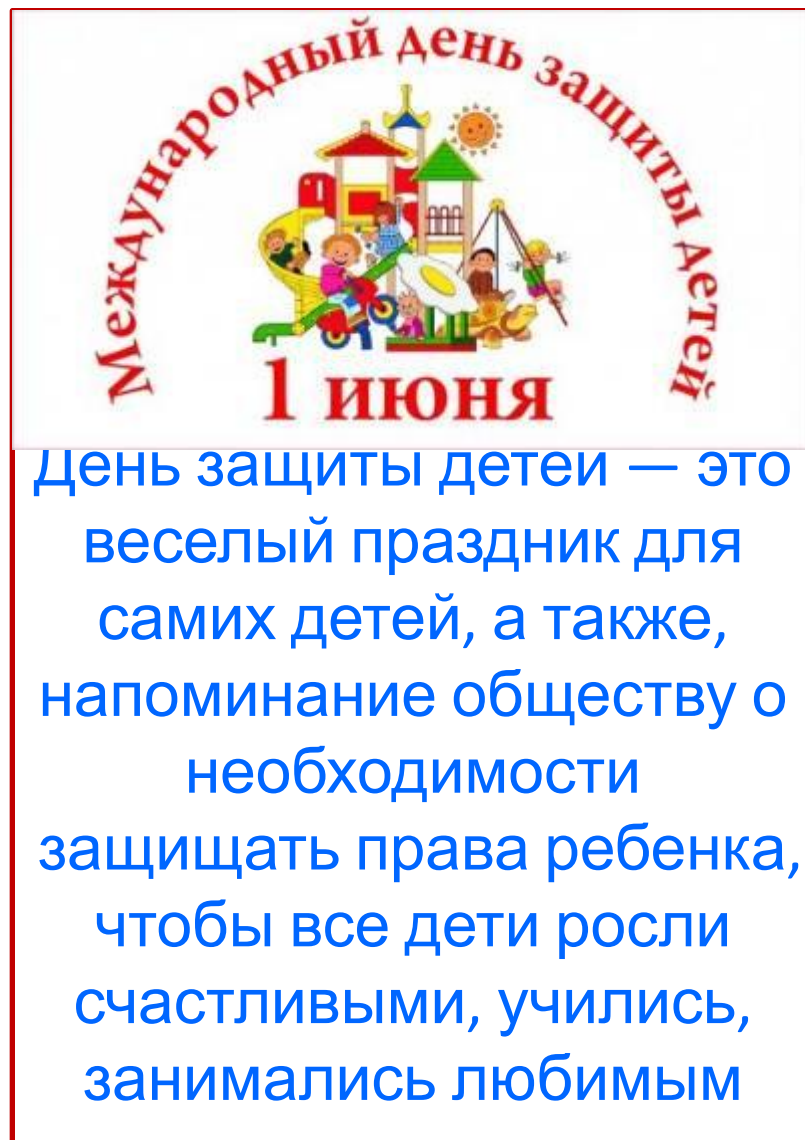 Международный день защиты детей
1 июня
День защиты детей — это
веселый праздник для
самих детей, а также,
напоминание обществу о
необходимости
защищать права ребенка,
чтобы все дети росли
счастливыми, учились,
занимались любимым